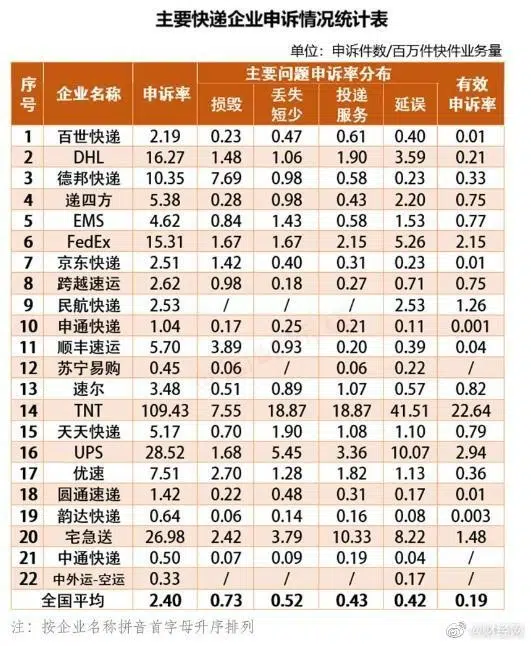 主要快递企业申诉情况统计表
单位：申诉件数/百万件快件业务量
序号 企业名称 申诉率 主要问题申诉率分布 有效申诉率
损毁 丢失短少 投递服务 延误
1 百世快递 2.19 0.23 0.47 0.61 0.40 0.01
2 DHL 16.27 1.48 1.06 1.90 3.59 0.21
3 德邦快递 10.35 7.69 0.98 0.58 0.23 0.33
4 递四方 5.38 0.28 0.98 0.43 2.20 0.75
5 EMS 4.62 0.84 1.43 0.58 1.53 0.77
6 FedEx 15.31 1.67 1.67 2.15 5.26 2.15
7 京东快递 2.51 1.42 0.40 0.31 0.23 0.01
8 跨越速运 2.62 0.98 0.18 0.27 0.71 0.75
9 民航快递 2.53 / / / 2.53 1.26
10 申通快递 1.04 0.17 0.25 0.21 0.11 0.001
11 顺丰速运 5.70 3.89 0.93 0.20 0.39 0.04
12 苏宁易购 0.45 0.06 / 0.06 0.22 /
13 速尔 3.48 0.51 0.89 1.07 0.57 0.82
14 TNT 109.43 7.55 18.87 18.87 41.51 22.64
15 天天快递 5.17 0.70 1.90 1.08 1.10 0.79
16 UPS 28.52 1.68 5.45 3.36 10.07 2.94
17 优速 7.51 2.70 1.28 1.82 1.13 0.36
18 圆通速递 1.42 0.22 0.48 0.31 0.17 0.01
19 韵达快递 0.64 0.06 0.14 0.16 0.08 0.003
20 宅急送 26.98 2.42 3.79 10.33 8.22 1.48
21 中通快递 0.50 0.07 0.09 0.19 0.04 /
22 中外运-空运 0.33 / / / 0.17 /
全国平均 2.40 0.73 0.52 0.43 0.42 0.19
注：按企业名称拼音首字母升序排列
@财经网